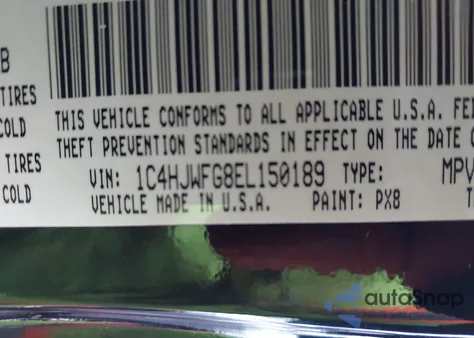 B
TIRES
COLD
TIRES
COLD
THIS VEHICLE CONFORMS TO ALL APPLICABLE U.S.A. FE
THEFT PREVENTION STANDARDS IN EFFECT ON THE DATE
VIN: 1C4HJWFG8EL150189 TYPE: MPV
VEHICLE MADE IN U.S.A. PAINT: PX8
autoSnap